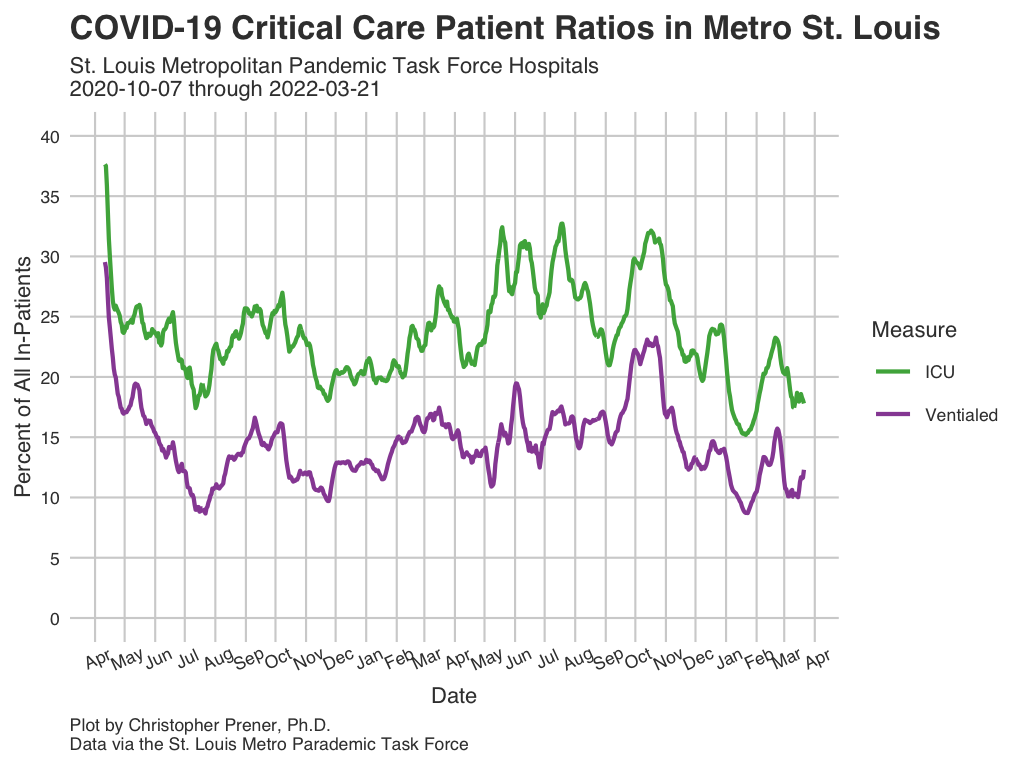 COVID-19 Critical Care Patient Ratios in Metro St. Louis
St. Louis Metropolitan Pandemic Task Force Hospitals
2020-10-07 through 2022-03-21
40
35
30
25
20
15
10
5
0
Percent of All In-Patients
Apr May Jun Jul Aug Sep Oct Nov Dec Jan Feb Mar Apr May Jun Jul Aug Sep Oct Nov Dec Jan Feb Mar Apr
Date
Measure
ICU
Ventialed
Plot by Christopher Prener, Ph.D.
Data via the St. Louis Metro Parademic Task Force